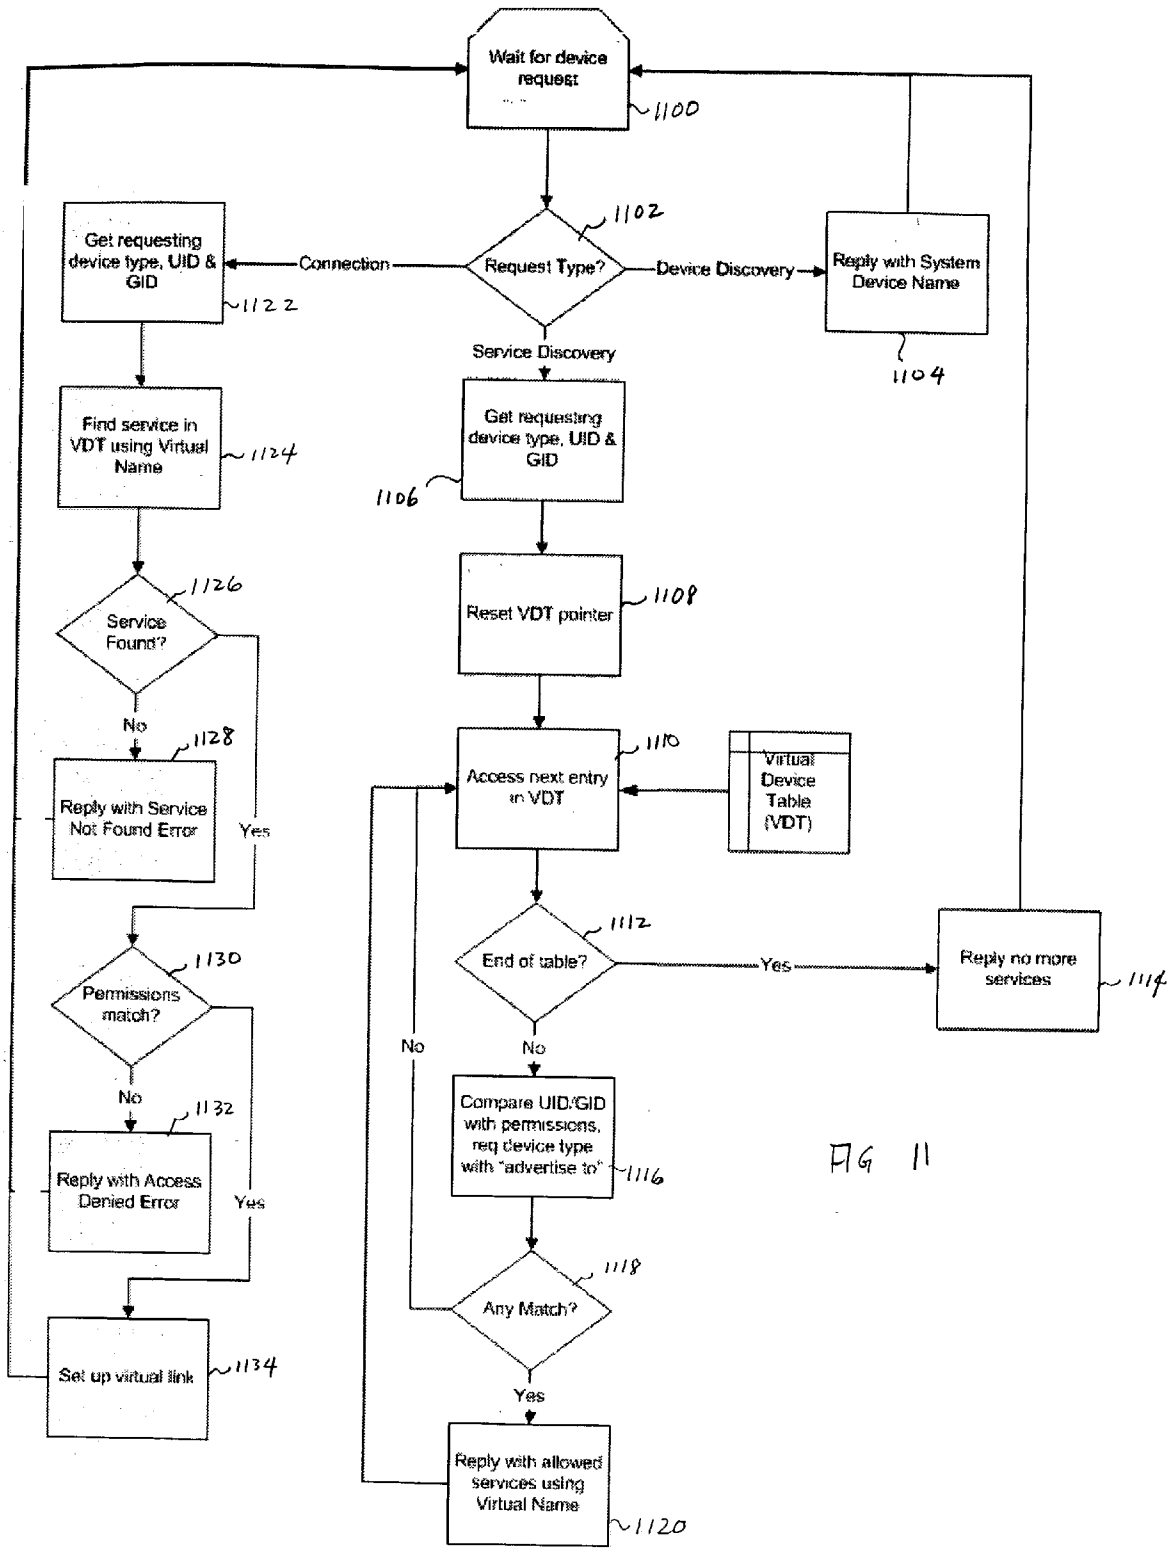 Wait for device
request
1100
1102
Request Type?
Connection
Device Discovery
Service Discovery
Get requesting
device type, UID &
GID
1122
Reply with System
Device Name
1104
Find service in
VDT using Virtual
Name
1124
Get requesting
device type, UID &
GID
1106
1126
Service
Found?
No
Yes
1128
Reply with Service
Not Found Error
Reset VDT pointer
1108
1110
Access next entry
in VDT
Virtual
Device
Table
(VDT)
1112
End of table?
Yes
No
Reply no more
services
1114
1130
Permissions
match?
No
Yes
1132
Reply with Access
Denied Error
Set up virtual link
1134
Compare UID/GID
with permissions,
req device type
with "advertise to"
1116
1118
Any Match?
No
Yes
Reply with allowed
services using
Virtual Name
1120
FIG 11